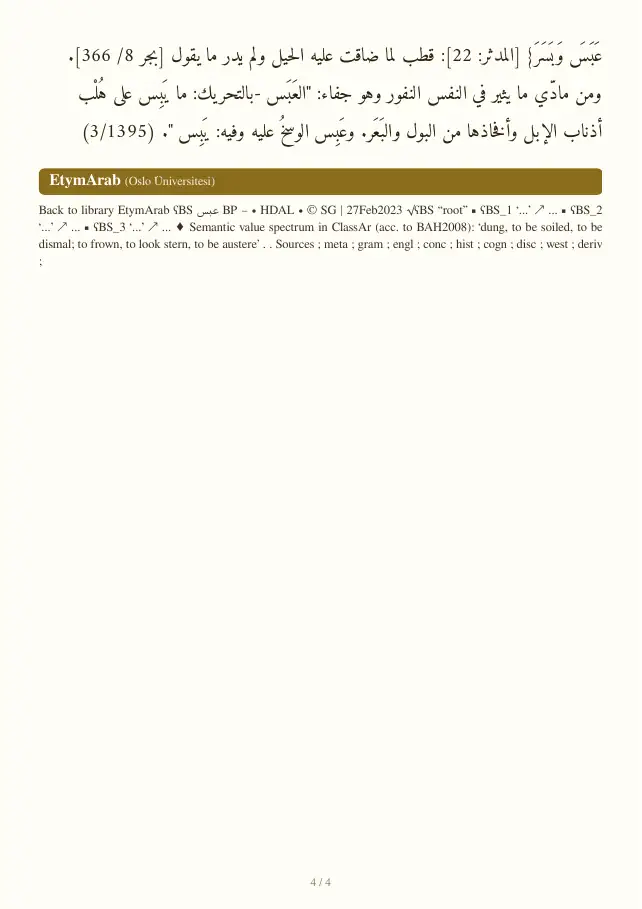 عَبَسَ وَبَسَرَ} [المدثر: 22]: قطب لما ضاقت عليه الحيل ولم يدر ما يقول [بجر 8/ 366].
ومن مادّي ما يثير في النفس النفور وهو جفاء: "العَبَس -بالتحريك: ما يَبِس على هُلْب
أذناب الإبل وأفخاذها من البول والبَعَر. وعَبِس الوسخُ عليه وفيه: يَبِس ". (3/1395)
EtymArab (Oslo Üniversitesi)
Back to library EtymArab ʕBS عبس BP – • HDAL • © SG | 27Feb2023 √ʕBS “root” ▪ ʕBS_1 ‘...’ ↗ ... ▪ ʕBS_2
‘...’ ↗ ... ▪ ʕBS_3 ‘...’ ↗ ... ♦ Semantic value spectrum in ClassAr (acc. to BAH2008): ‘dung, to be soiled, to be
dismal; to frown, to look stern, to be austere’ . . Sources ; meta ; gram ; engl ; conc ; hist ; cogn ; disc ; west ; deriv
;
4 / 4